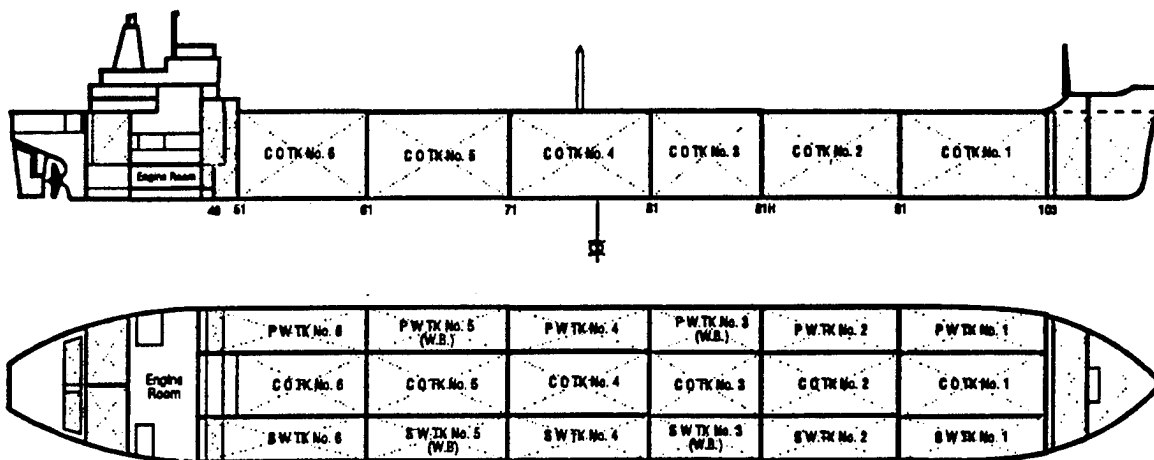 C O TK No. 6
C O TK No. 5
C O TK No. 4
C O TK No. 3
C O TK No. 2
C O TK No. 1
Engine Room
51
61
71
81
81H
91
103
P W TK No. 6
P W TK No. 5
(W.B.)
P W TK No. 4
P W TK No. 3
(W.B.)
P W TK No. 2
P W TK No. 1
Engine
Room
C O TK No. 6
C O TK No. 5
C O TK No. 4
C O TK No. 3
C O TK No. 2
C O TK No. 1
S W TK No. 6
S W TK No. 5
(W.B)
S W TK No. 4
S W TK No. 3
(W.B.)
S W TK No. 2
S W TK No. 1